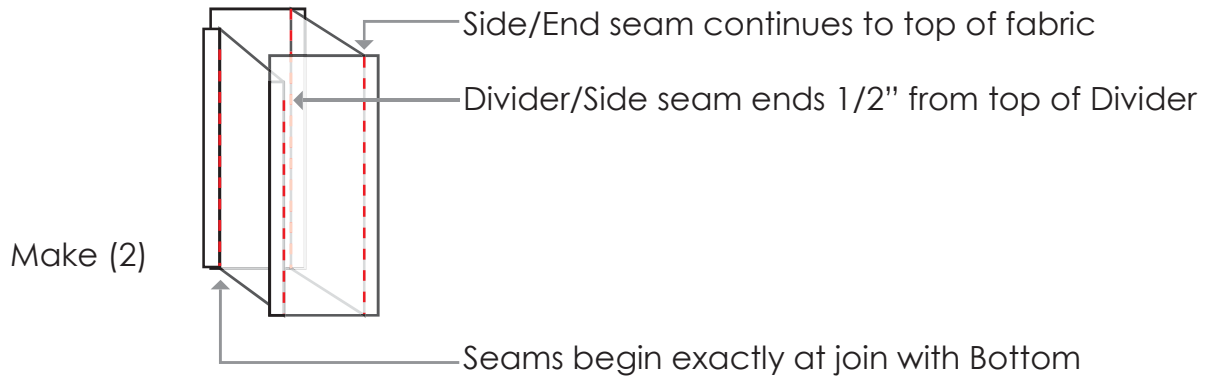 Side/End seam continues to top of fabric
Divider/Side seam ends 1/2” from top of Divider
Make (2)
Seams begin exactly at join with Bottom